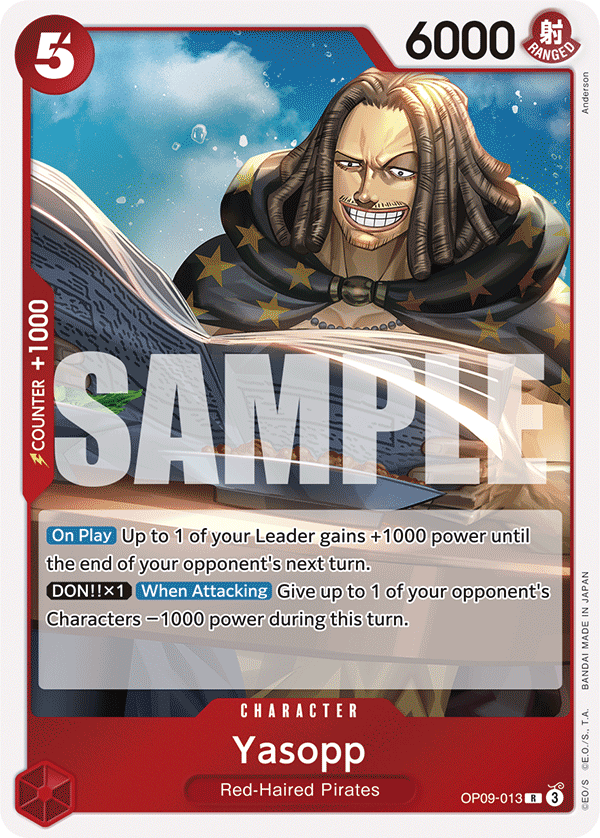 5
6000
射
RANGED
Anderson
COUNTER +1000
SAMPLE
On Play Up to 1 of your Leader gains +1000 power until
the end of your opponent's next turn.
DON!!×1 When Attacking Give up to 1 of your opponent's
Characters −1000 power during this turn.
CHARACTER
Yasopp
Red-Haired Pirates
OP09-013 R 3
©EO/S ©E.O./S., T.A. BANDAI MADE IN JAPAN